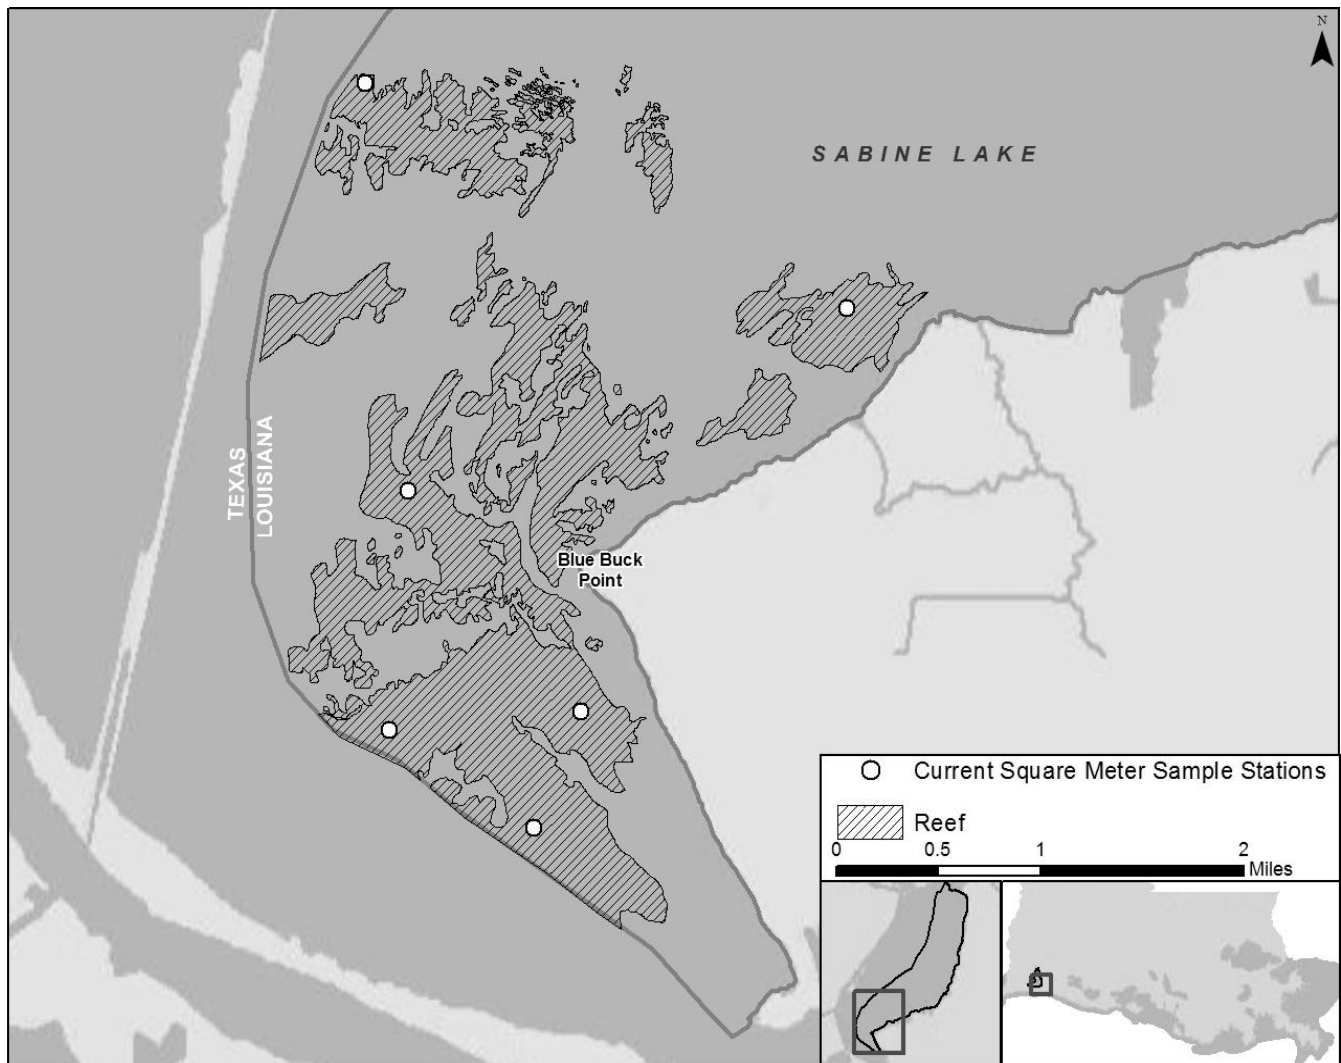 N
SABINE LAKE
TEXAS
LOUISIANA
Blue Buck
Point
Current Square Meter Sample Stations
Reef
0 0.5 1 2
Miles